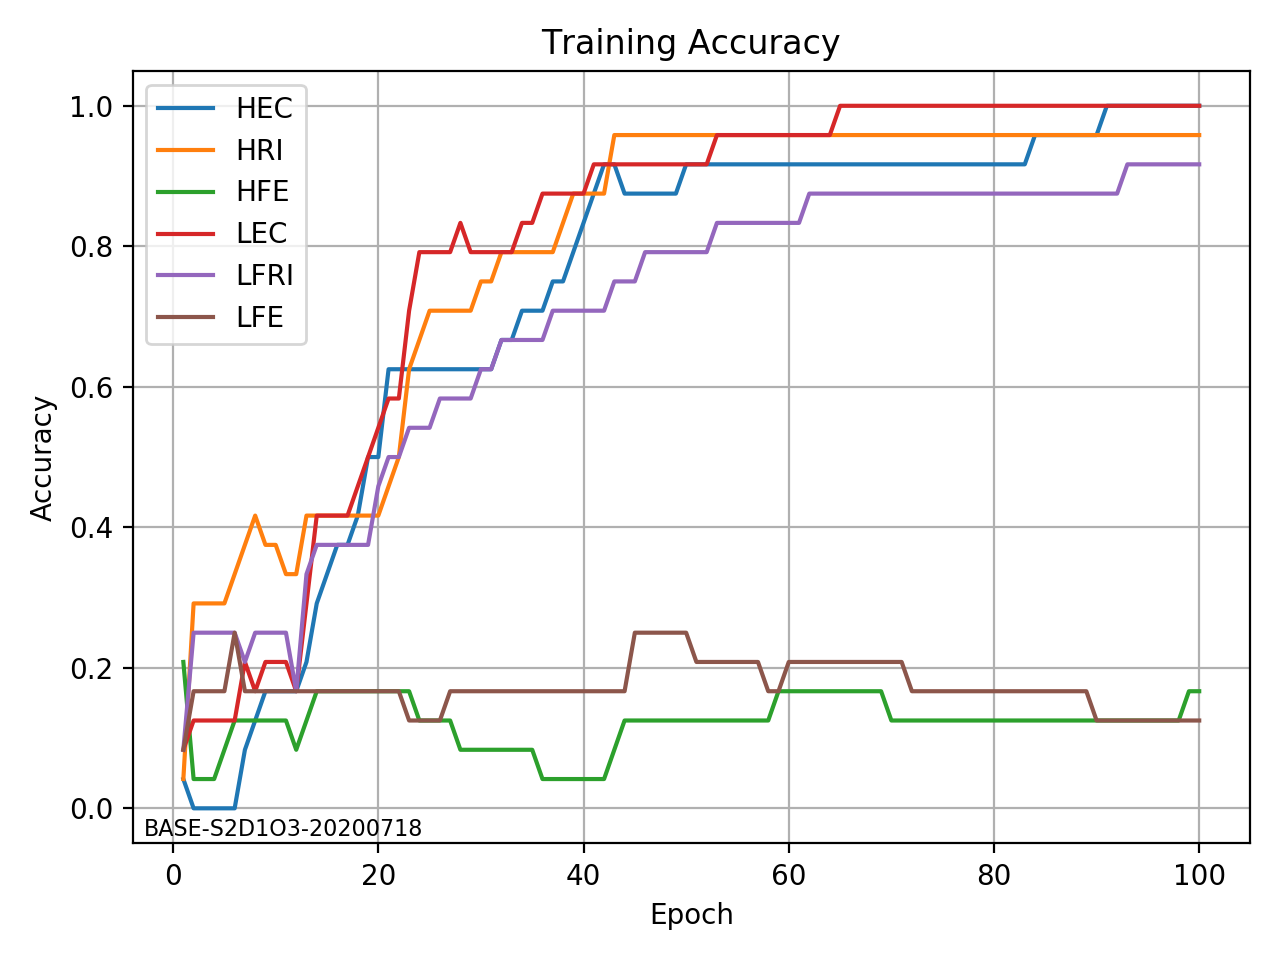 Training Accuracy
Accuracy
1.0
0.8
0.6
0.4
0.2
0.0
HEC
HRI
HFE
LEC
LFRI
LFE
BASE-S2D1O3-20200718
0 20 40 60 80 100
Epoch